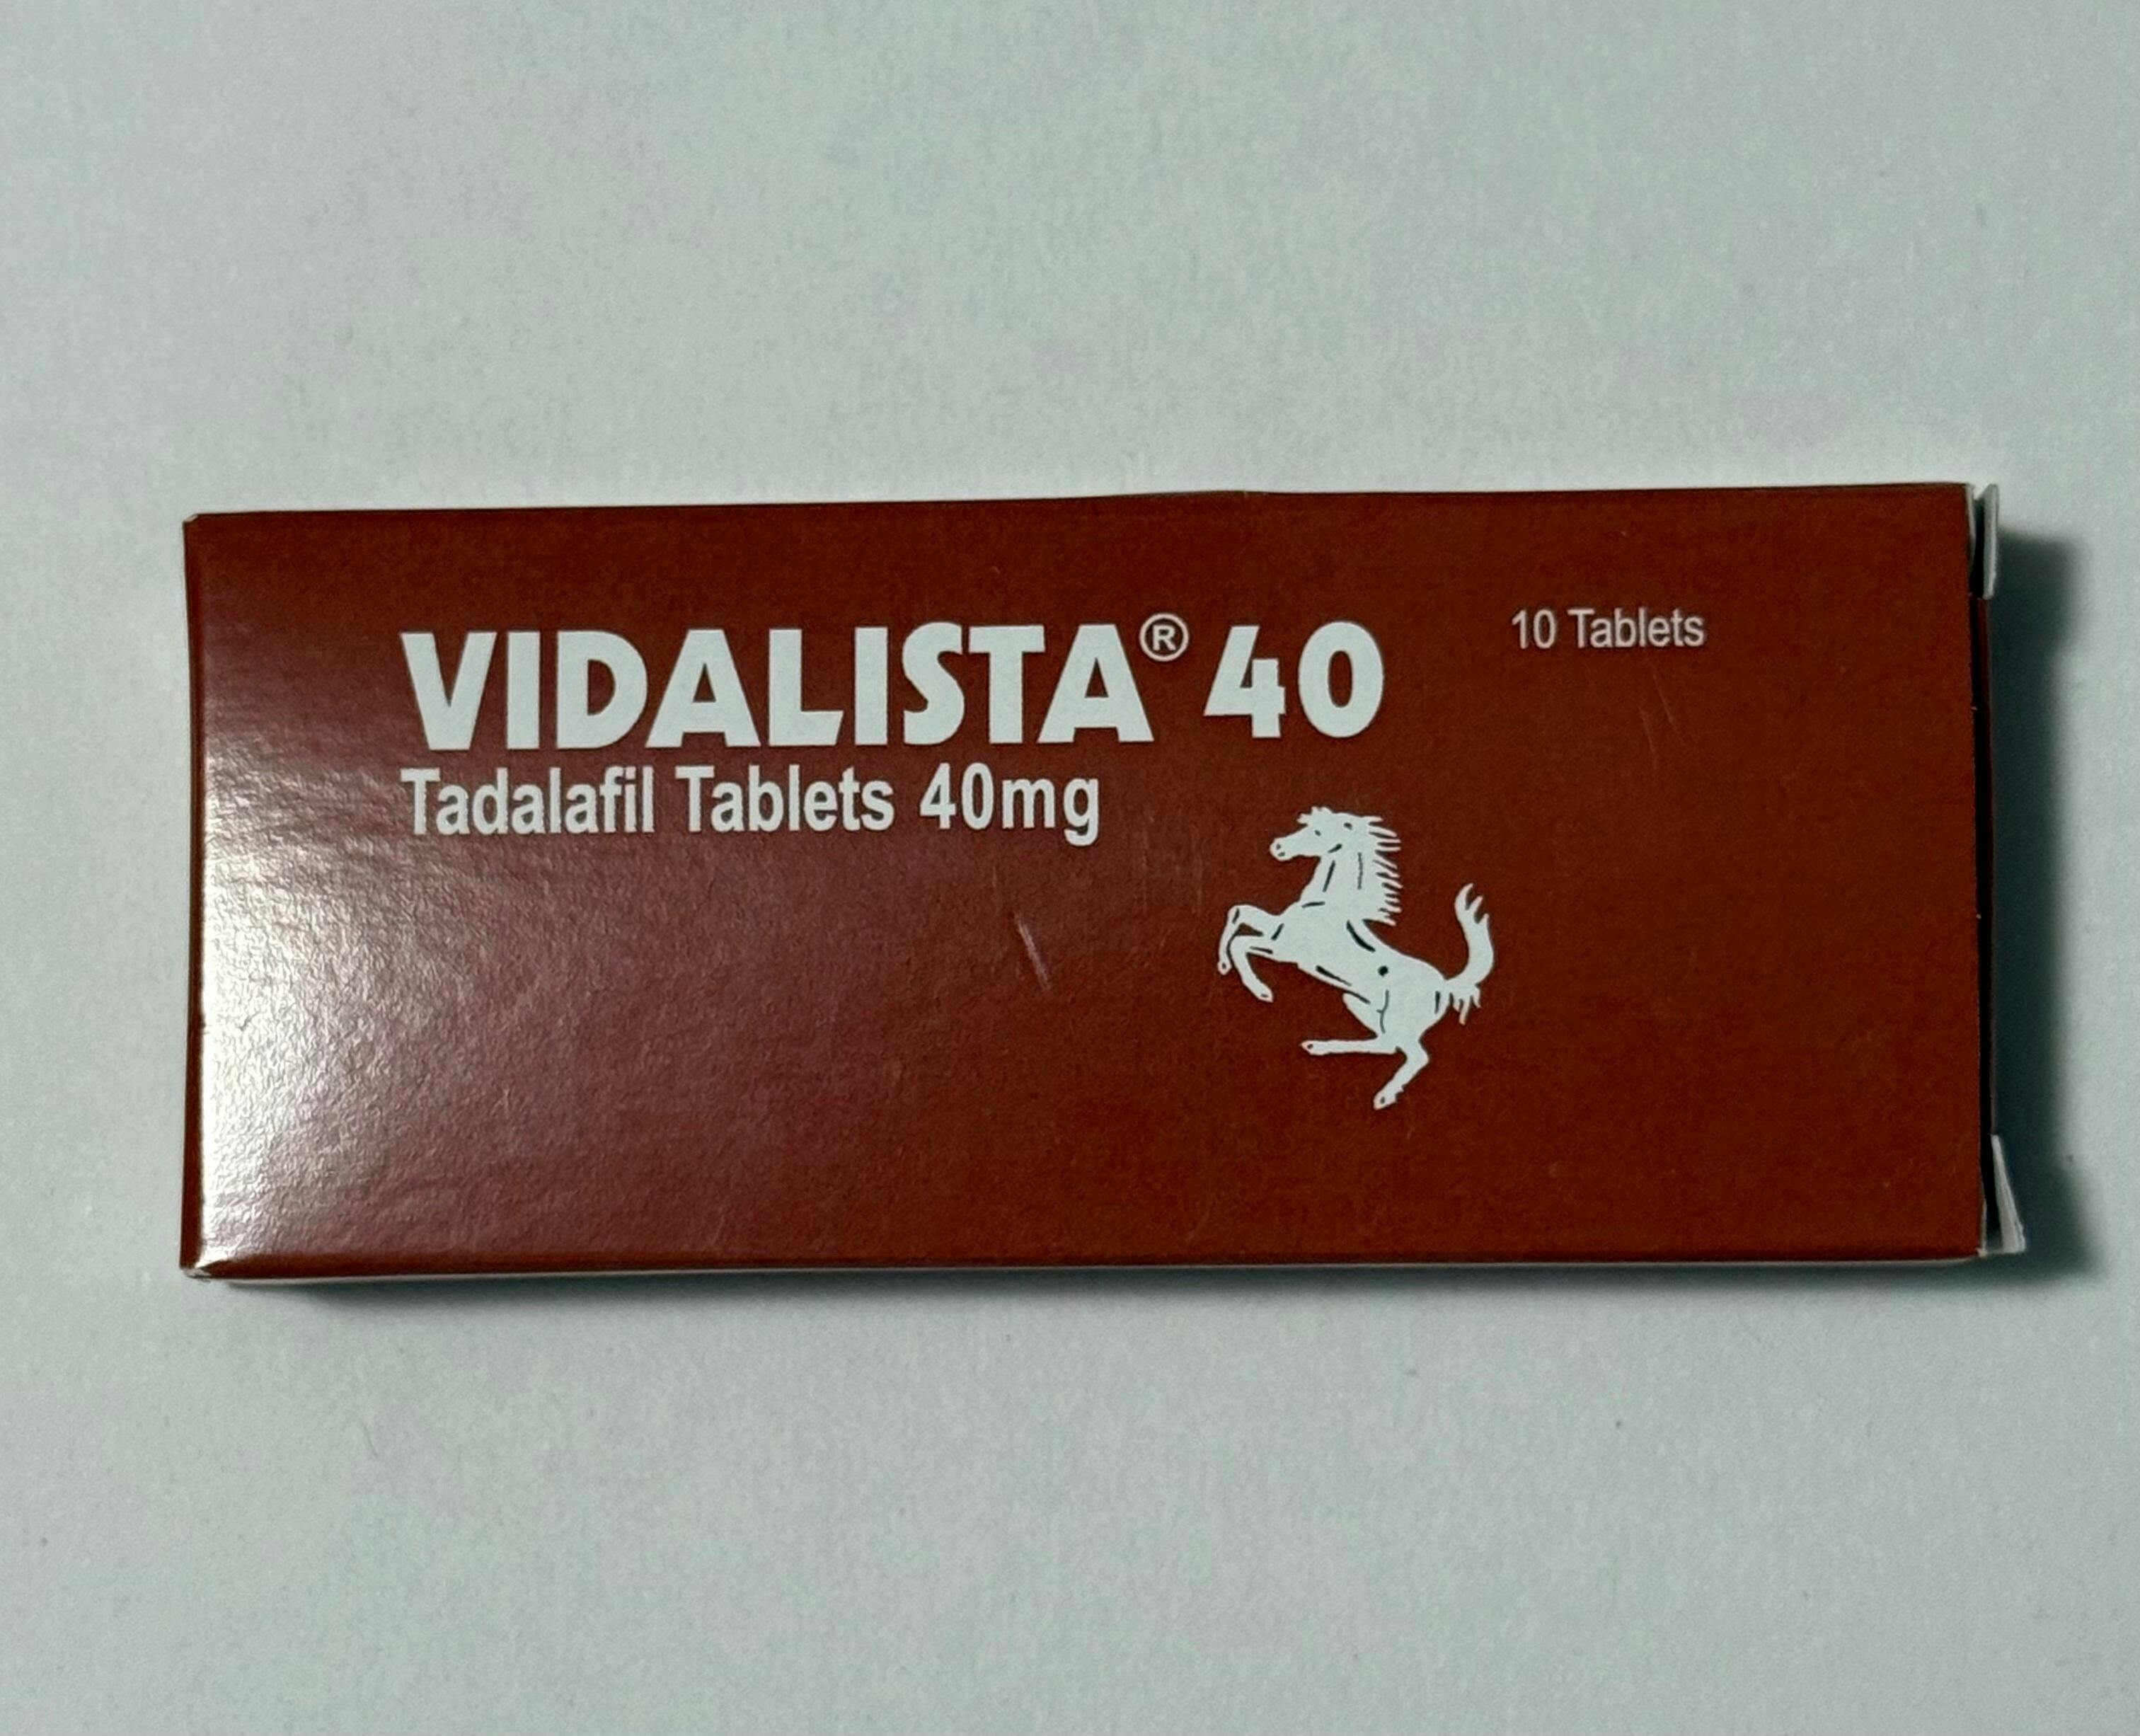 VIDALISTA® 40
10 Tablets
Tadalafil Tablets 40mg